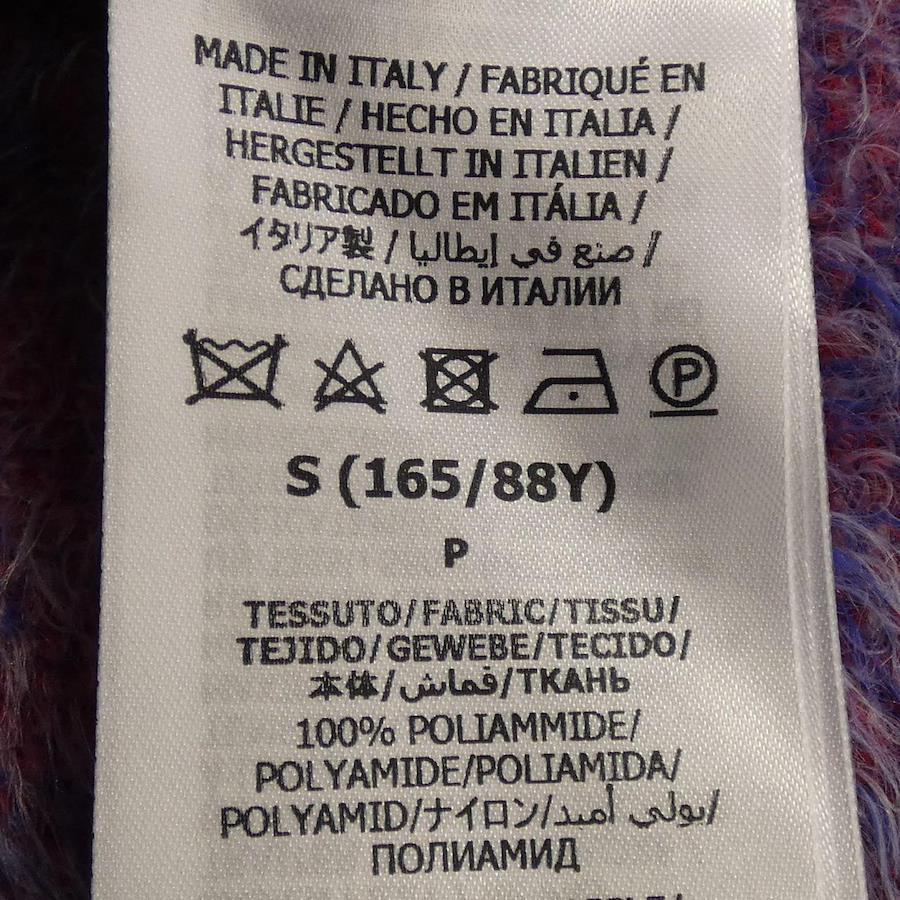 MADE IN ITALY / FABRIQUÉ EN
ITALIE / HECHO EN ITALIA /
HERGESTELLT IN ITALIEN /
FABRICADO EM ITÁLIA /
イタリア製 / صنع في إيطاليا /
СДЕЛАНО В ИТАЛИИ
P
S (165/88Y)
P
TESSUTO/FABRIC/TISSU/
TEJIDO/GEWEBE/TECIDO/
本体/قماش/ТКАНЬ
100% POLIAMMIDE/
POLYAMIDE/POLIAMIDA/
POLYAMID/ナイロン/بولي أميد/
ПОЛИАМИД